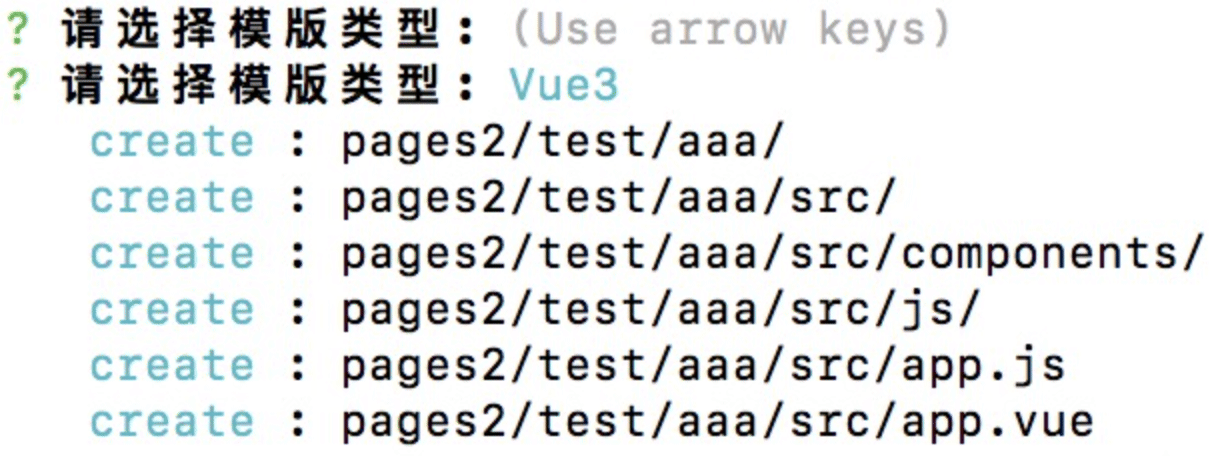 ? 请选择模版类型: (Use arrow keys)
? 请选择模版类型: Vue3
create : pages2/test/aaa/
create : pages2/test/aaa/src/
create : pages2/test/aaa/src/components/
create : pages2/test/aaa/src/js/
create : pages2/test/aaa/src/app.js
create : pages2/test/aaa/src/app.vue